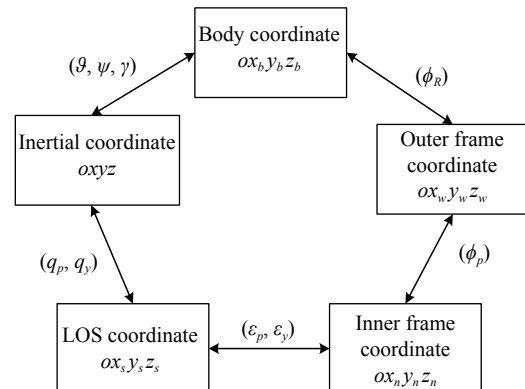 Body coordinate
ox_b y_b z_b
(ϑ, ψ, γ)
(ϕ_R)
Inertial coordinate
oxyz
Outer frame
coordinate
ox_w y_w z_w
(q_p, q_y)
(ϕ_p)
LOS coordinate
ox_s y_s z_s
(ε_p, ε_y)
Inner frame
coordinate
ox_n y_n z_n